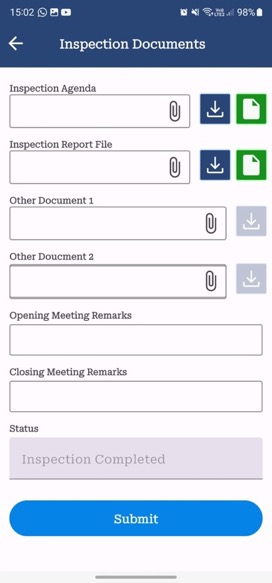 15:02 98%
Inspection Documents
Inspection Agenda
Inspection Report File
Other Document 1
Other Doucment 2
Opening Meeting Remarks
Closing Meeting Remarks
Status
Inspection Completed
Submit